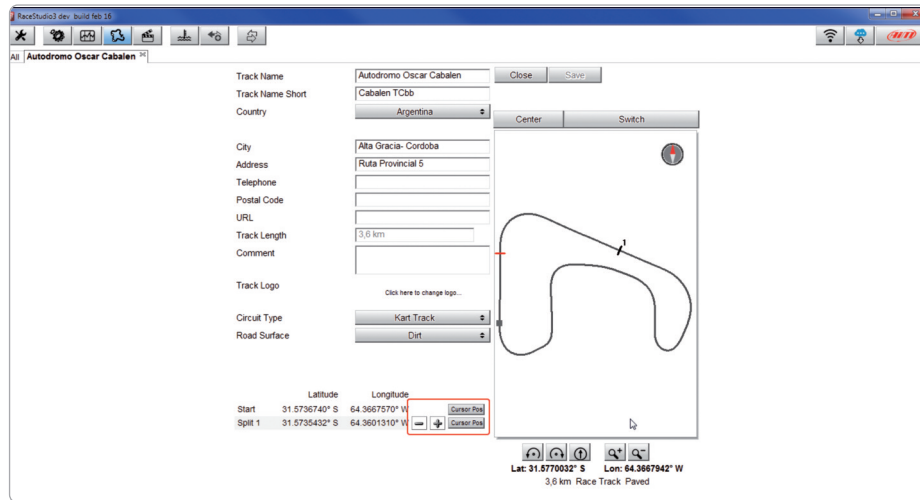 RaceStudio3 dev build feb 16
All Autodromo Oscar Cabalen
Track Name Autodromo Oscar Cabalen Close Save
Track Name Short Cabalen TCbb
Country Argentina
Center Switch
City Alta Gracia- Cordoba
Address Ruta Provincial 5
Telephone
Postal Code
URL
Track Length 3,6 km
Comment
1
Track Logo Click here to change logo...
Circuit Type Kart Track
Road Surface Dirt
Latitude Longitude
Start 31.5736740° S 64.3667570° W Cursor Pos
Split 1 31.5735432° S 64.3601310° W Cursor Pos
Lat: 31.5770032° S Lon: 64.3667942° W
3,6 km Race Track Paved